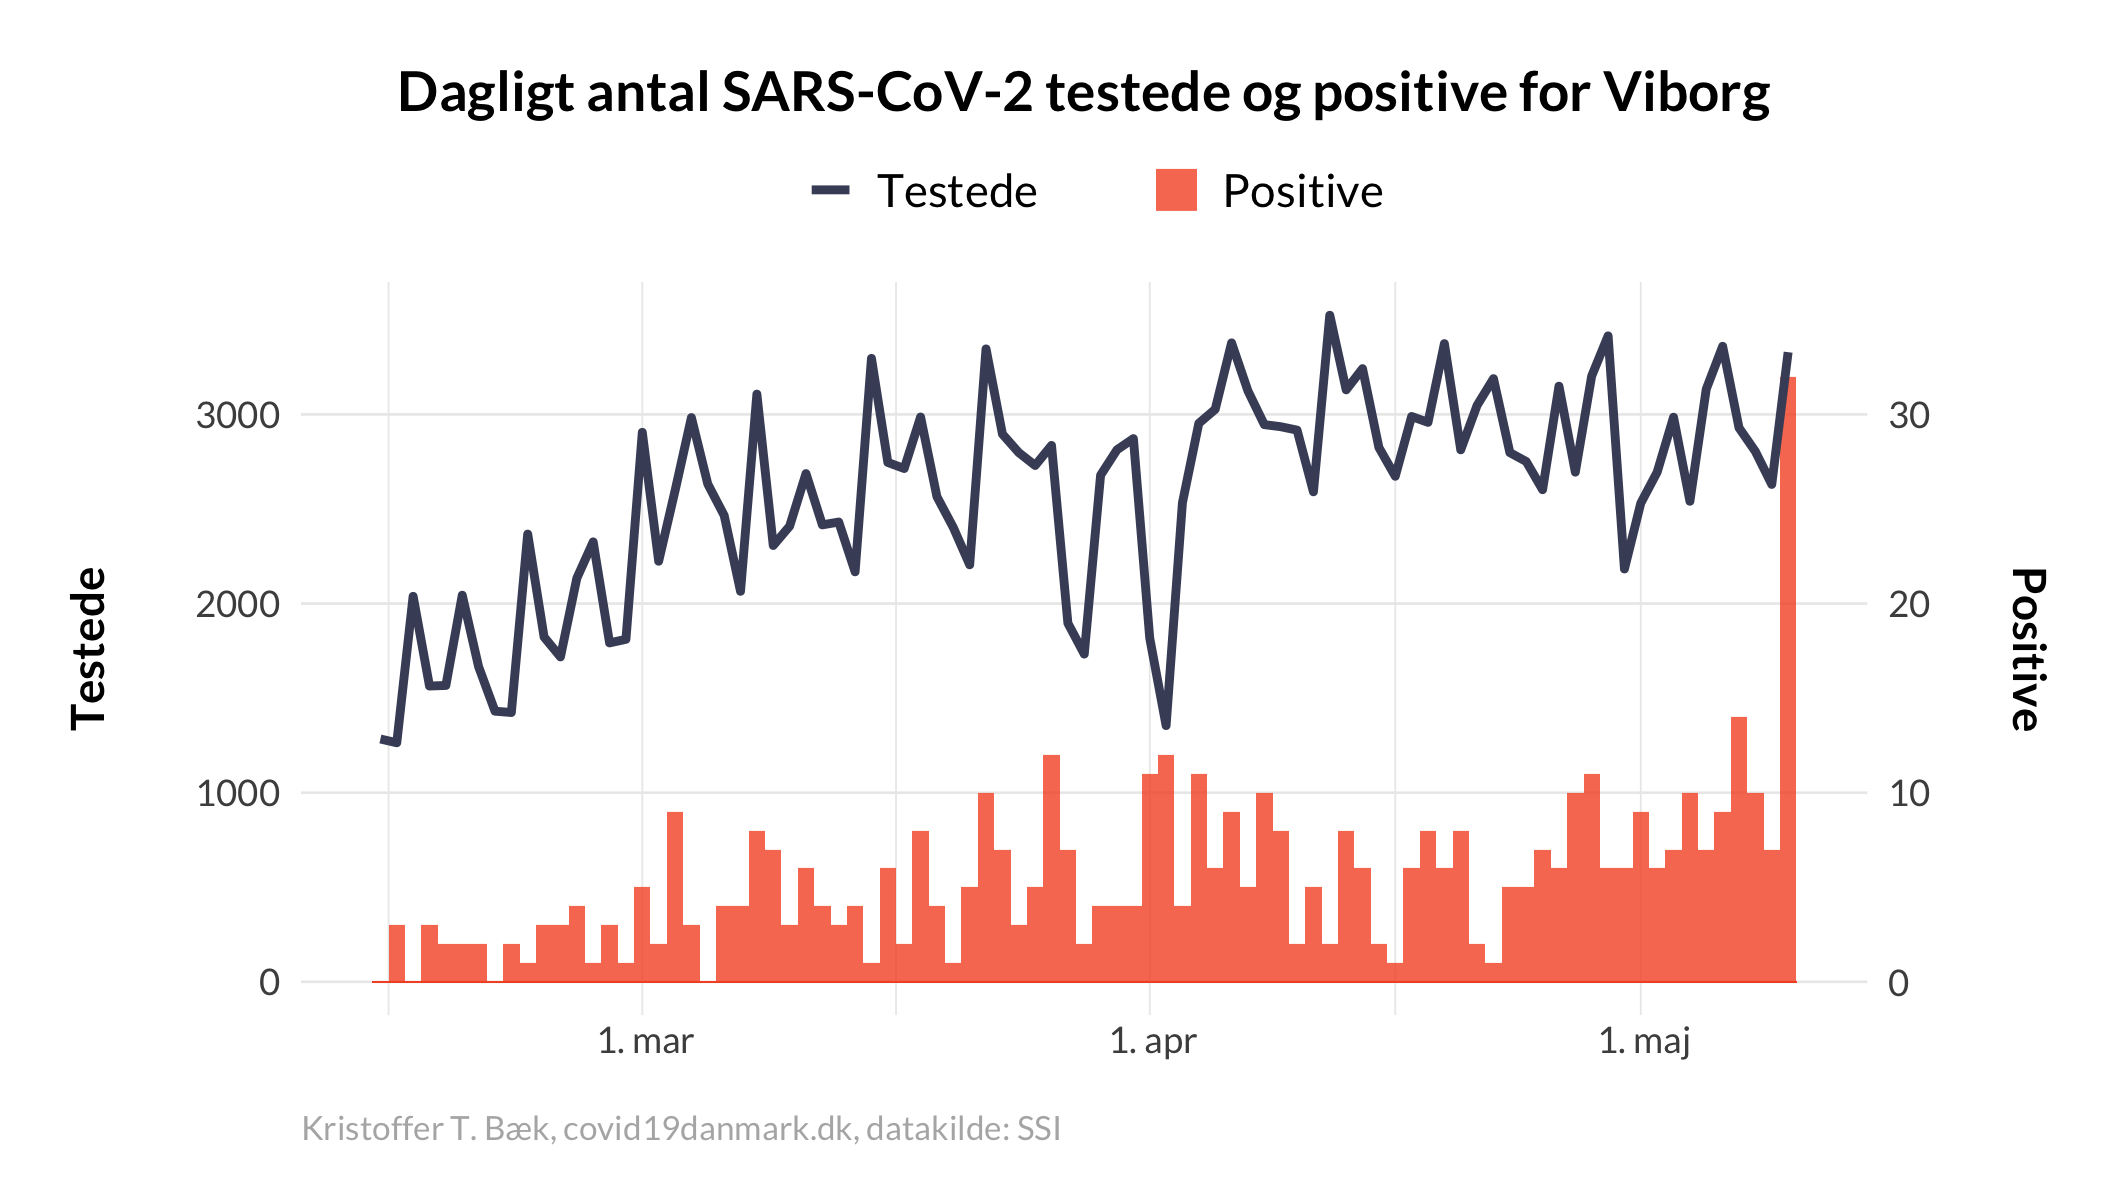 Dagligt antal SARS-CoV-2 testede og positive for Viborg
Testede
Positive
3000
2000
1000
0
Testede
30
20
10
0
Positive
1. mar
1. apr
1. maj
Kristoffer T. Bæk, covid19danmark.dk, datakilde: SSI